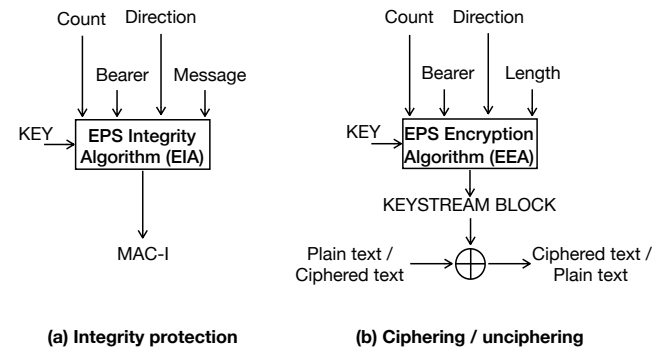 Count Direction
Bearer Message
KEY
EPS Integrity
Algorithm (EIA)
MAC-I
(a) Integrity protection
Count Direction
Bearer Length
KEY
EPS Encryption
Algorithm (EEA)
KEYSTREAM BLOCK
Plain text /
Ciphered text
Ciphered text /
Plain text
(b) Ciphering / unciphering